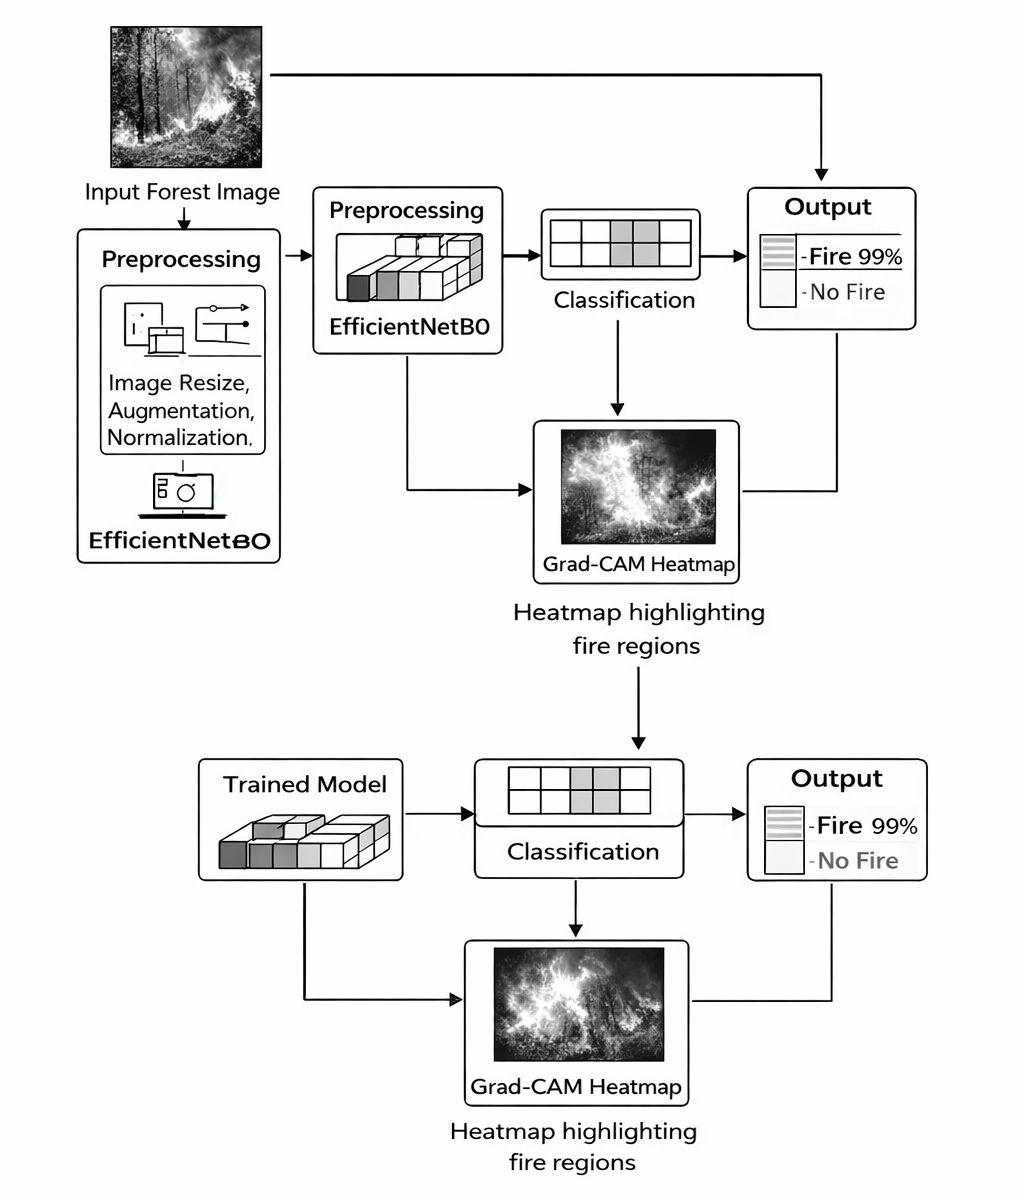 Input Forest Image
Preprocessing
Image Resize,
Augmentation,
Normalization.
EfficientNetBO
Preprocessing
EfficientNetB0
Classification
Output
-Fire 99%
-No Fire
Grad-CAM Heatmap
Heatmap highlighting
fire regions
Trained Model
Classification
Output
-Fire 99%
-No Fire
Grad-CAM Heatmap
Heatmap highlighting
fire regions